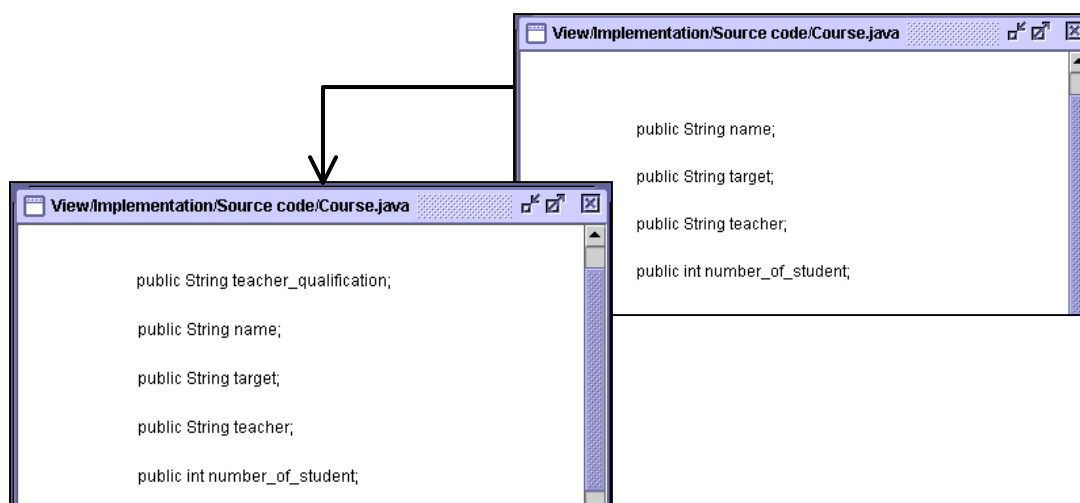 View/Implementation/Source code/Course.java
public String name;
public String target;
public String teacher;
public int number_of_student;
View/Implementation/Source code/Course.java
public String teacher_qualification;
public String name;
public String target;
public String teacher;
public int number_of_student;